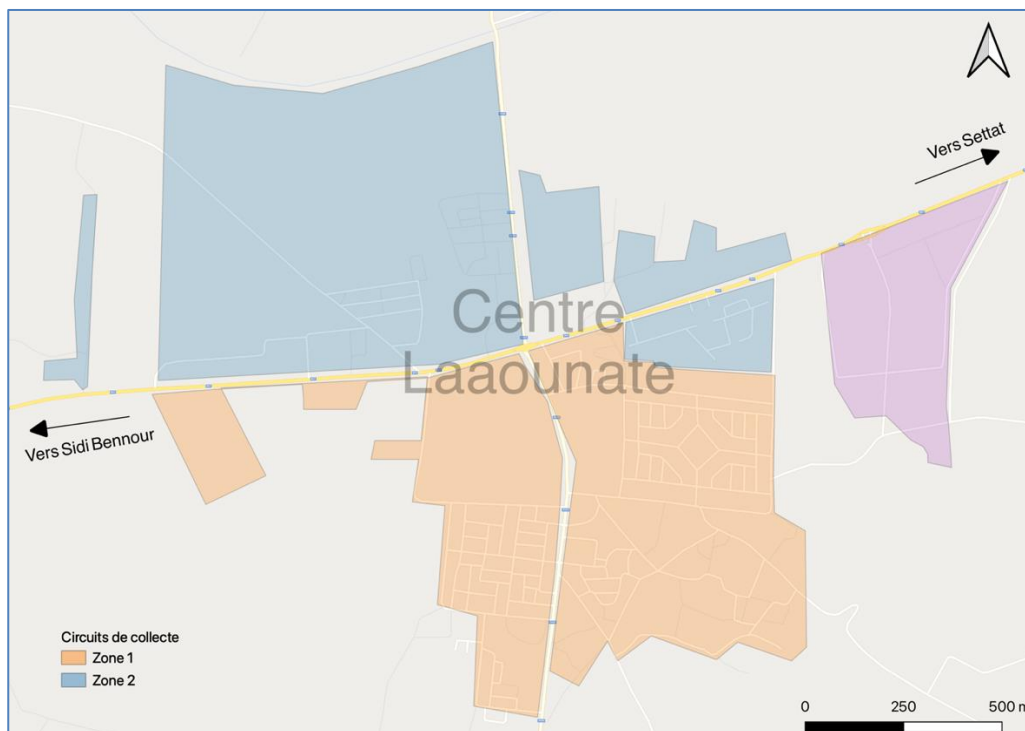 Vers Settat
Centre
Laaounate
Vers Sidi Bennour
Circuits de collecte
Zone 1
Zone 2
0 250 500 m